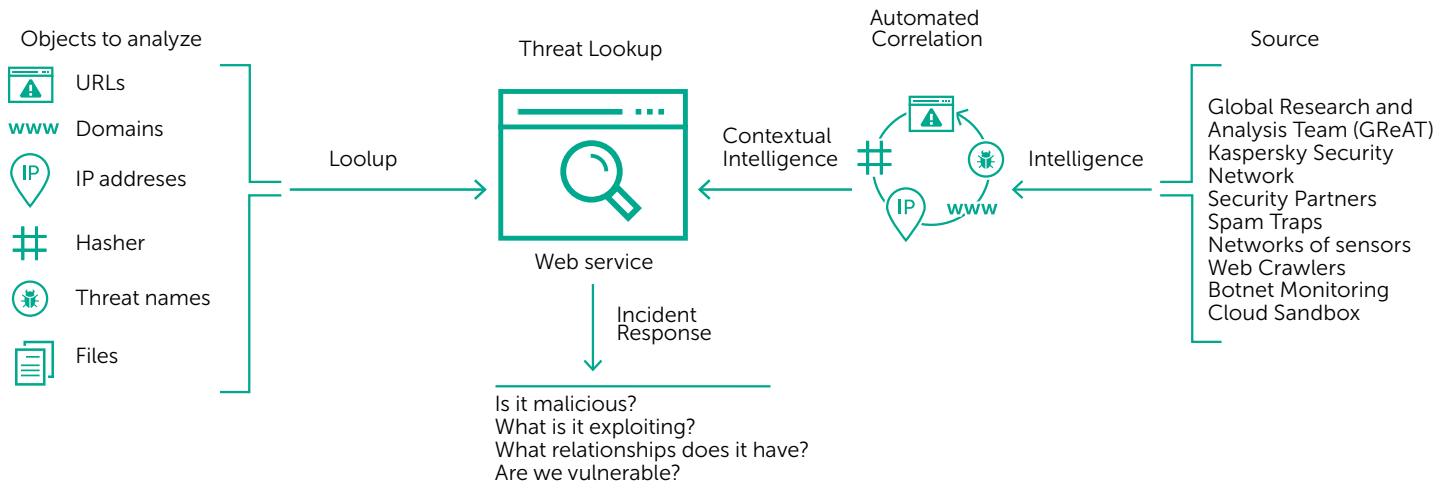 Objects to analyze
URLs
www
Domains
IP
IP addreses
Hasher
Threat names
Files
Loolup
Threat Lookup
Web service
Incident
Response
Is it malicious?
What is it exploiting?
What relationships does it have?
Are we vulnerable?
Contextual
Intelligence
Automated
Correlation
IP
www
Intelligence
Source
Global Research and
Analysis Team (GReAT)
Kaspersky Security
Network
Security Partners
Spam Traps
Networks of sensors
Web Crawlers
Botnet Monitoring
Cloud Sandbox